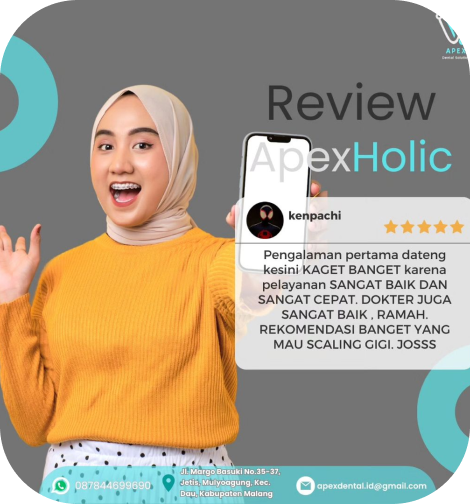 APEX
Dental Solution
Review
ApexHolic
kenpachi
Pengalaman pertama dateng
kesini KAGET BANGET karena
pelayanan SANGAT BAIK DAN
SANGAT CEPAT. DOKTER JUGA
SANGAT BAIK , RAMAH.
REKOMENDASI BANGET YANG
MAU SCALING GIGI. JOSSS
087844699690
Jl. Margo Basuki No.35-37,
Jetis, Mulyoagung, Kec.
Dau, Kabupaten Malang
apexdental.id@gmail.com